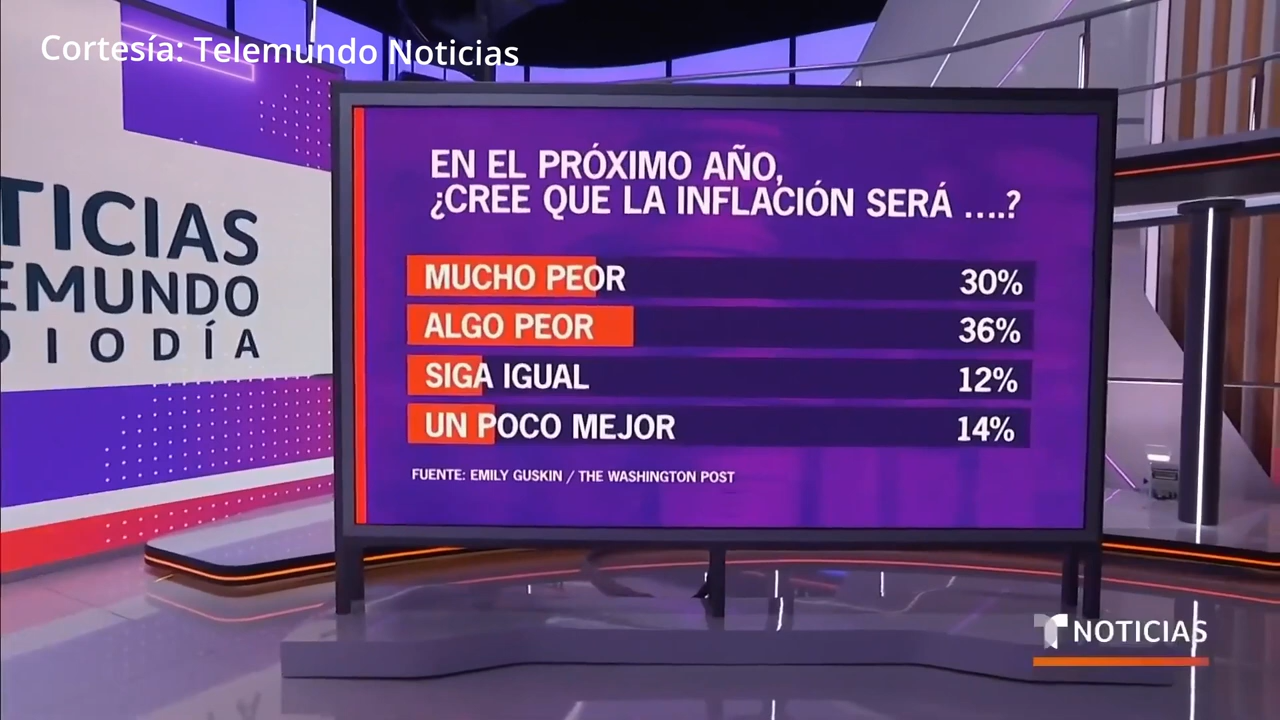 Cortesía: Telemundo Noticias
TICIAS
EMUNDO
DIODÍA
EN EL PRÓXIMO AÑO,
¿CREE QUE LA INFLACIÓN SERÁ ....?
MUCHO PEOR 30%
ALGO PEOR 36%
SIGA IGUAL 12%
UN POCO MEJOR 14%
FUENTE: EMILY GUSKIN / THE WASHINGTON POST
NOTICIAS